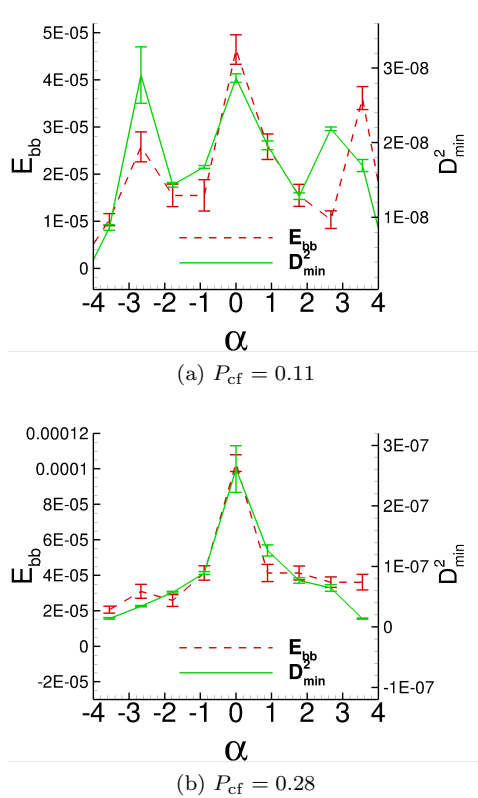 5E-05
4E-05
3E-05
2E-05
1E-05
0
E_bb
3E-08
2E-08
1E-08
D²_min
E_bb
D²_min
-4 -3 -2 -1 0 1 2 3 4
α
(a) P_cf = 0.11
0.00012
0.0001
8E-05
6E-05
4E-05
2E-05
0
-2E-05
E_bb
3E-07
2E-07
1E-07
0
-1E-07
D²_min
E_bb
D²_min
-4 -3 -2 -1 0 1 2 3 4
α
(b) P_cf = 0.28